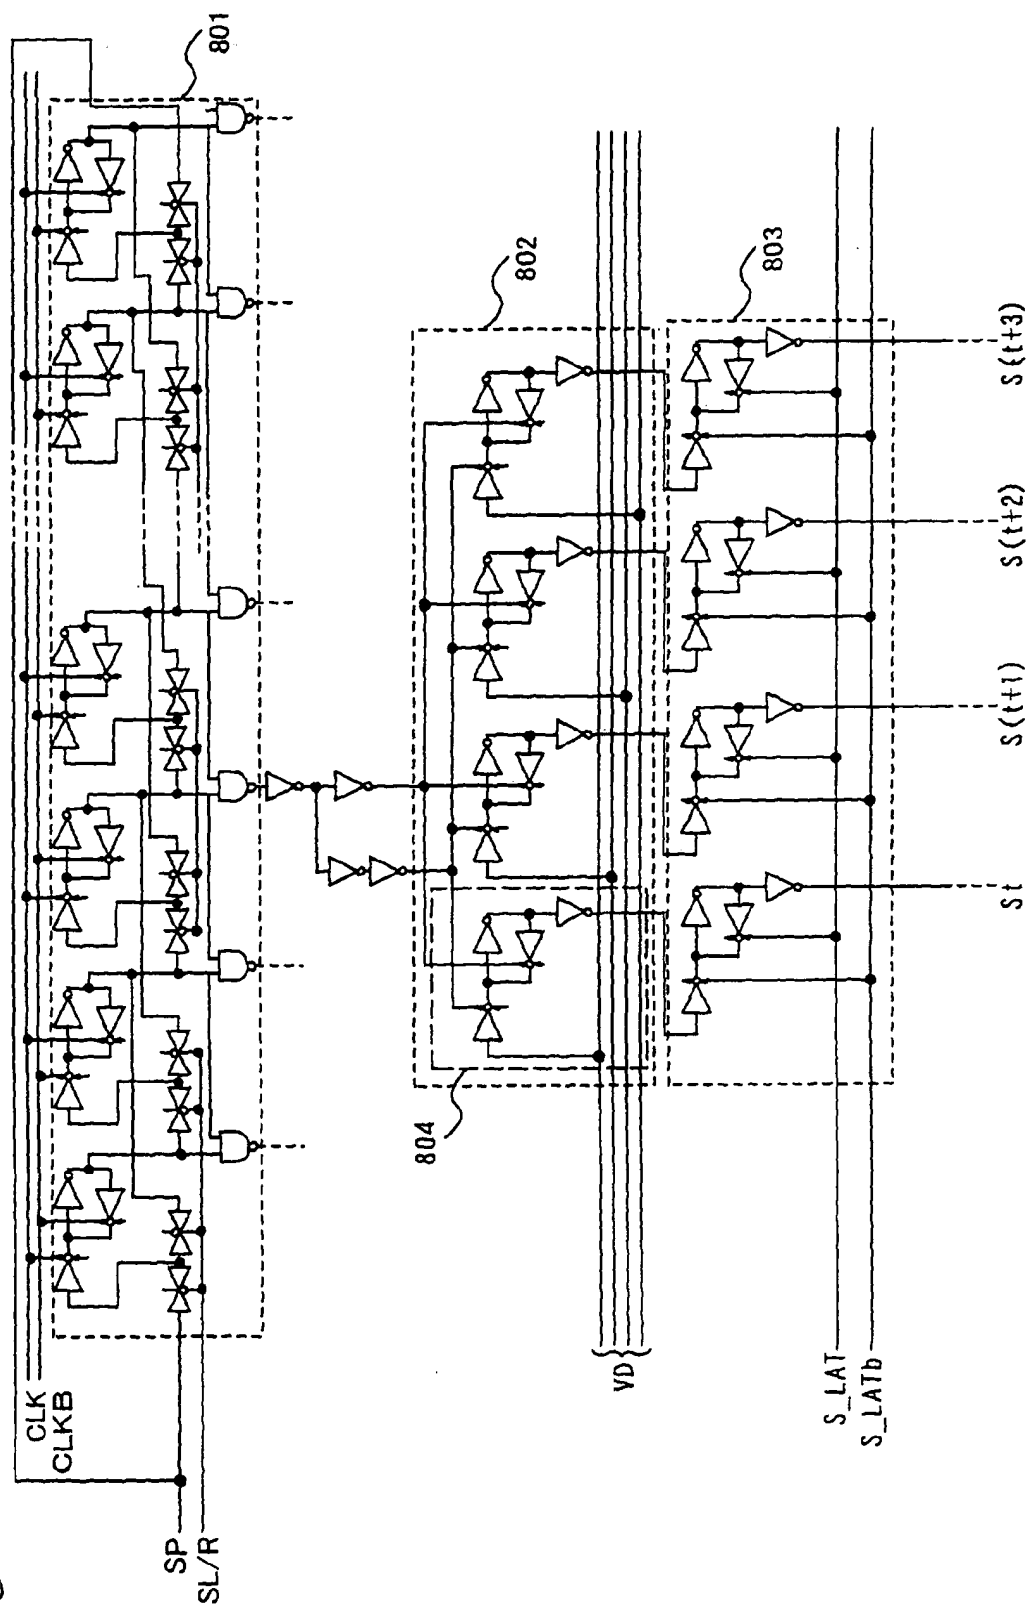 801
CLK
CLKB
SP
SL/R
802
804
VD
803
S_LAT
S_LATb
St
S(t+1)
S(t+2)
S(t+3)